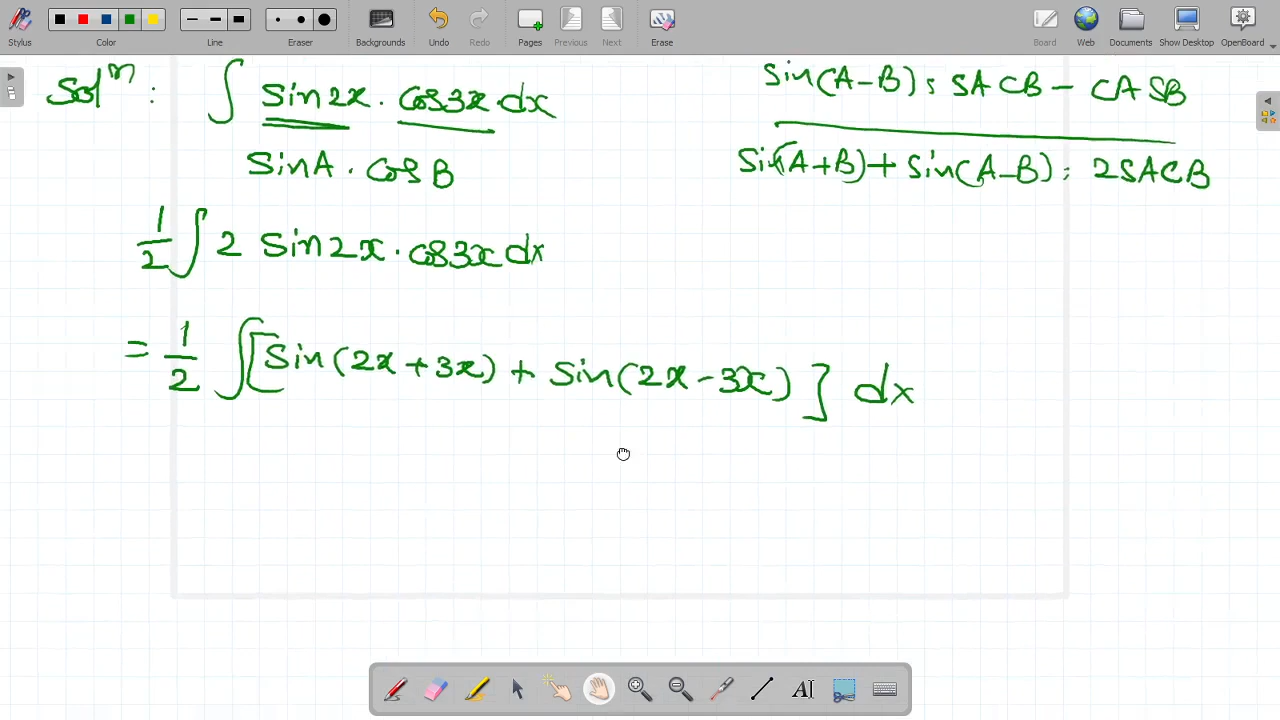 Stylus Color Line Eraser Backgrounds Undo Redo Pages Previous Next Erase Board Web Documents Show Desktop OpenBoard
Solⁿ : ∫ sin2x · cos3x · dx
sinA · cosB
1/2 ∫ 2 sin2x · cos3x dx
= 1/2 ∫ [sin(2x + 3x) + sin(2x - 3x)] dx
sin(A-B) : SACB - CASB
Sin(A+B) + sin(A-B) : 2SACB